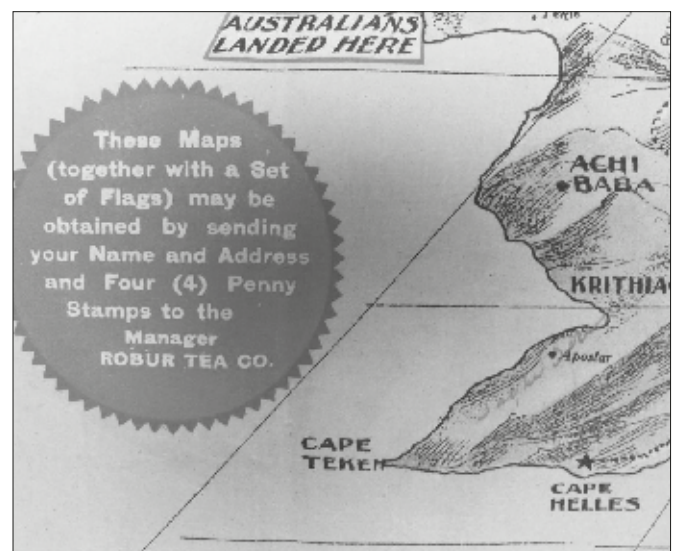 AUSTRALIANS
LANDED HERE
These Maps
(together with a Set
of Flags) may be
obtained by sending
your Name and Address
and Four (4) Penny
Stamps to the
Manager
ROBUR TEA CO.
ACHI
BABA
KRITHIA
CAPE
TEKEH
CAPE
HELLES